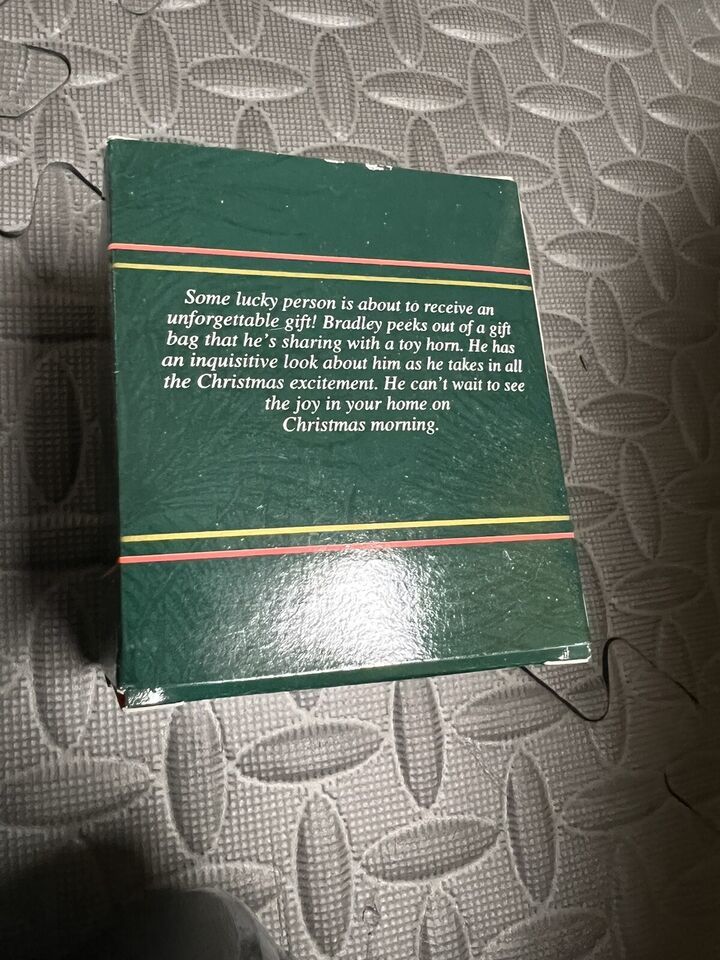 Some lucky person is about to receive an
unforgettable gift! Bradley peeks out of a gift
bag that he's sharing with a toy horn. He has
an inquisitive look about him as he takes in all
the Christmas excitement. He can't wait to see
the joy in your home on
Christmas morning.